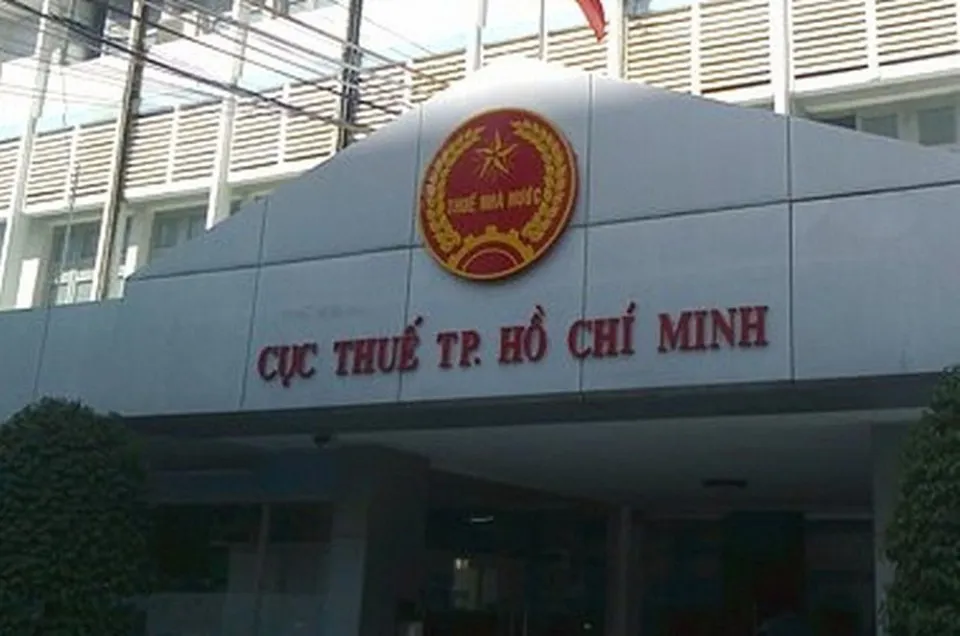 THUẾ NHÀ NƯỚC
CỤC THUẾ TP. HỒ CHÍ MINH